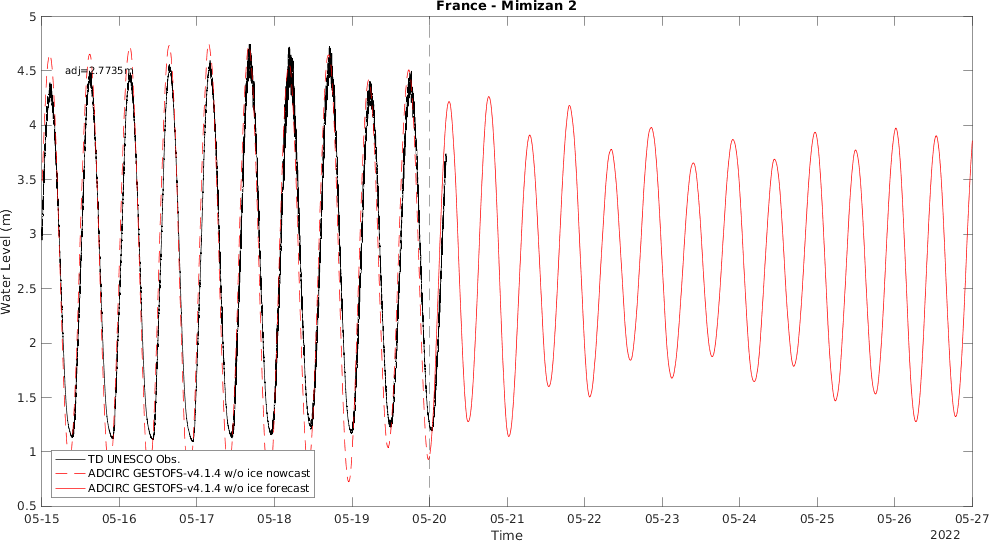 France - Mimizan 2
5
4.5
4
3.5
3
2.5
2
1.5
1
0.5
Water Level (m)
adj=2.7735m
TD UNESCO Obs.
ADCIRC GESTOFS-v4.1.4 w/o ice nowcast
ADCIRC GESTOFS-v4.1.4 w/o ice forecast
05-15 05-16 05-17 05-18 05-19 05-20 05-21 05-22 05-23 05-24 05-25 05-26 05-27
Time
2022